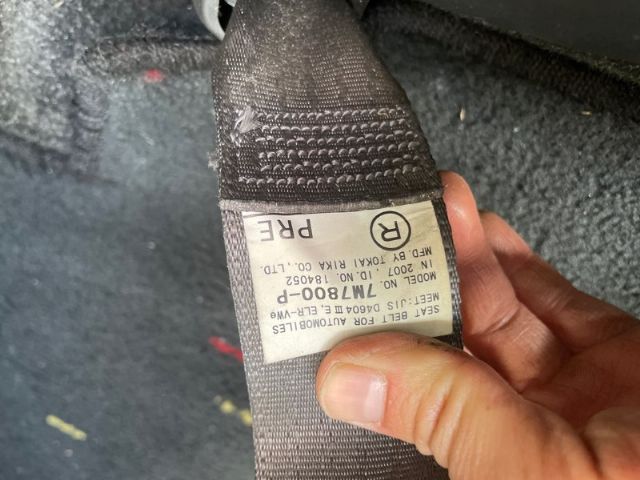 SEAT BELT FOR AUTOMOBILES
MEET:JIS D4604 III E, ELR-VWe
MODEL NO. 7M7800-P
IN 2007 , ID.NO. 184052
MFD.BY TOKAI RIKA CO.,LTD.
R PRE